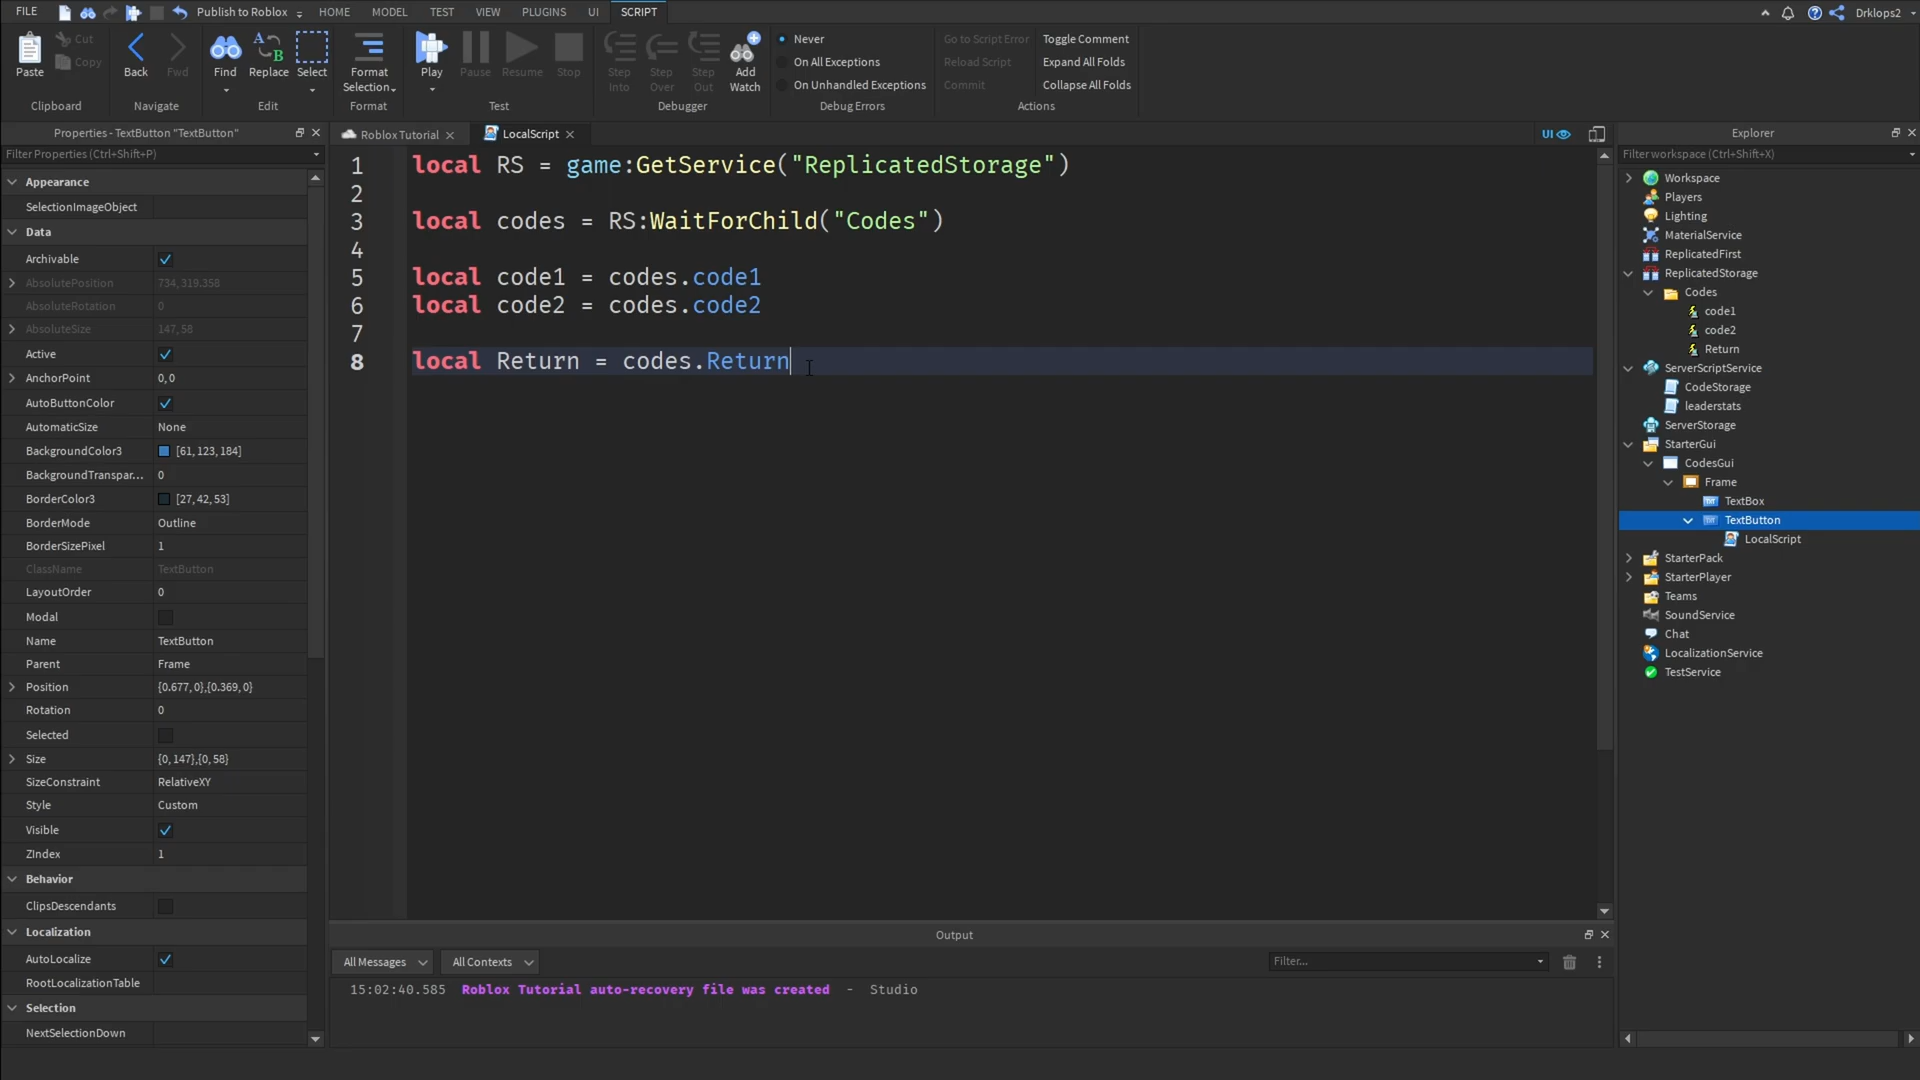 FILE
Publish to Roblox
HOME
MODEL
TEST
VIEW
PLUGINS
UI
SCRIPT
Drklops2
Paste
Cut
Copy
Back
Fwd
Find
Replace
Select
Format
Selection
Play
Pause
Resume
Stop
Step
Into
Step
Over
Step
Out
Add
Watch
Never
On All Exceptions
On Unhandled Exceptions
Go to Script Error
Reload Script
Commit
Toggle Comment
Expand All Folds
Collapse All Folds
Clipboard
Navigate
Edit
Format
Test
Debugger
Debug Errors
Actions
Properties - TextButton "TextButton"
Filter Properties (Ctrl+Shift+P)
Appearance
SelectionImageObject
Data
Archivable
AbsolutePosition 734, 319.358
AbsoluteRotation 0
AbsoluteSize 147, 58
Active
AnchorPoint 0, 0
AutoButtonColor
AutomaticSize None
BackgroundColor3 [61, 123, 184]
BackgroundTranspar... 0
BorderColor3 [27, 42, 53]
BorderMode Outline
BorderSizePixel 1
ClassName TextButton
LayoutOrder 0
Modal
Name TextButton
Parent Frame
Position {0.677, 0},{0.369, 0}
Rotation 0
Selected
Size {0, 147},{0, 58}
SizeConstraint RelativeXY
Style Custom
Visible
ZIndex 1
Behavior
ClipsDescendants
Localization
AutoLocalize
RootLocalizationTable
Selection
NextSelectionDown
Roblox Tutorial
LocalScript
UI
1 local RS = game:GetService("ReplicatedStorage")
2
3 local codes = RS:WaitForChild("Codes")
4
5 local code1 = codes.code1
6 local code2 = codes.code2
7
8 local Return = codes.Return
Output
All Messages
All Contexts
Filter...
15:02:40.585 Roblox Tutorial auto-recovery file was created - Studio
Explorer
Filter workspace (Ctrl+Shift+X)
Workspace
Players
Lighting
MaterialService
ReplicatedFirst
ReplicatedStorage
Codes
code1
code2
Return
ServerScriptService
CodeStorage
leaderstats
ServerStorage
StarterGui
CodesGui
Frame
TextBox
TextButton
LocalScript
StarterPack
StarterPlayer
Teams
SoundService
Chat
LocalizationService
TestService